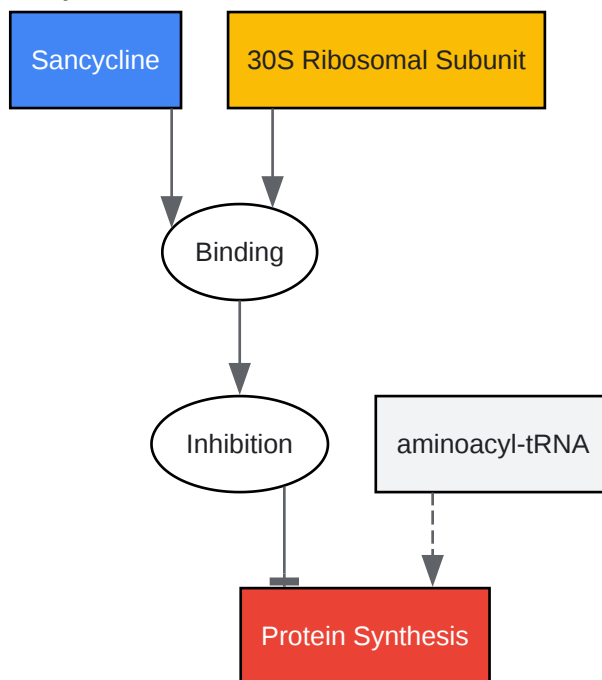 Sancycline
30S Ribosomal Subunit
Binding
Inhibition
aminoacyl-tRNA
Protein Synthesis